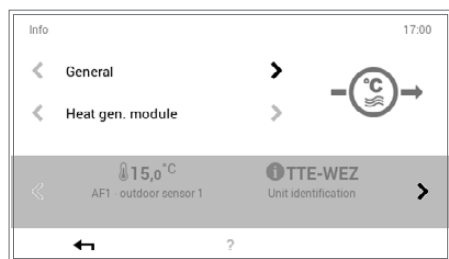 Info 17:00
General
Heat gen. module
15,0°C TTE-WEZ
AF1 outdoor sensor 1 Unit identification
?